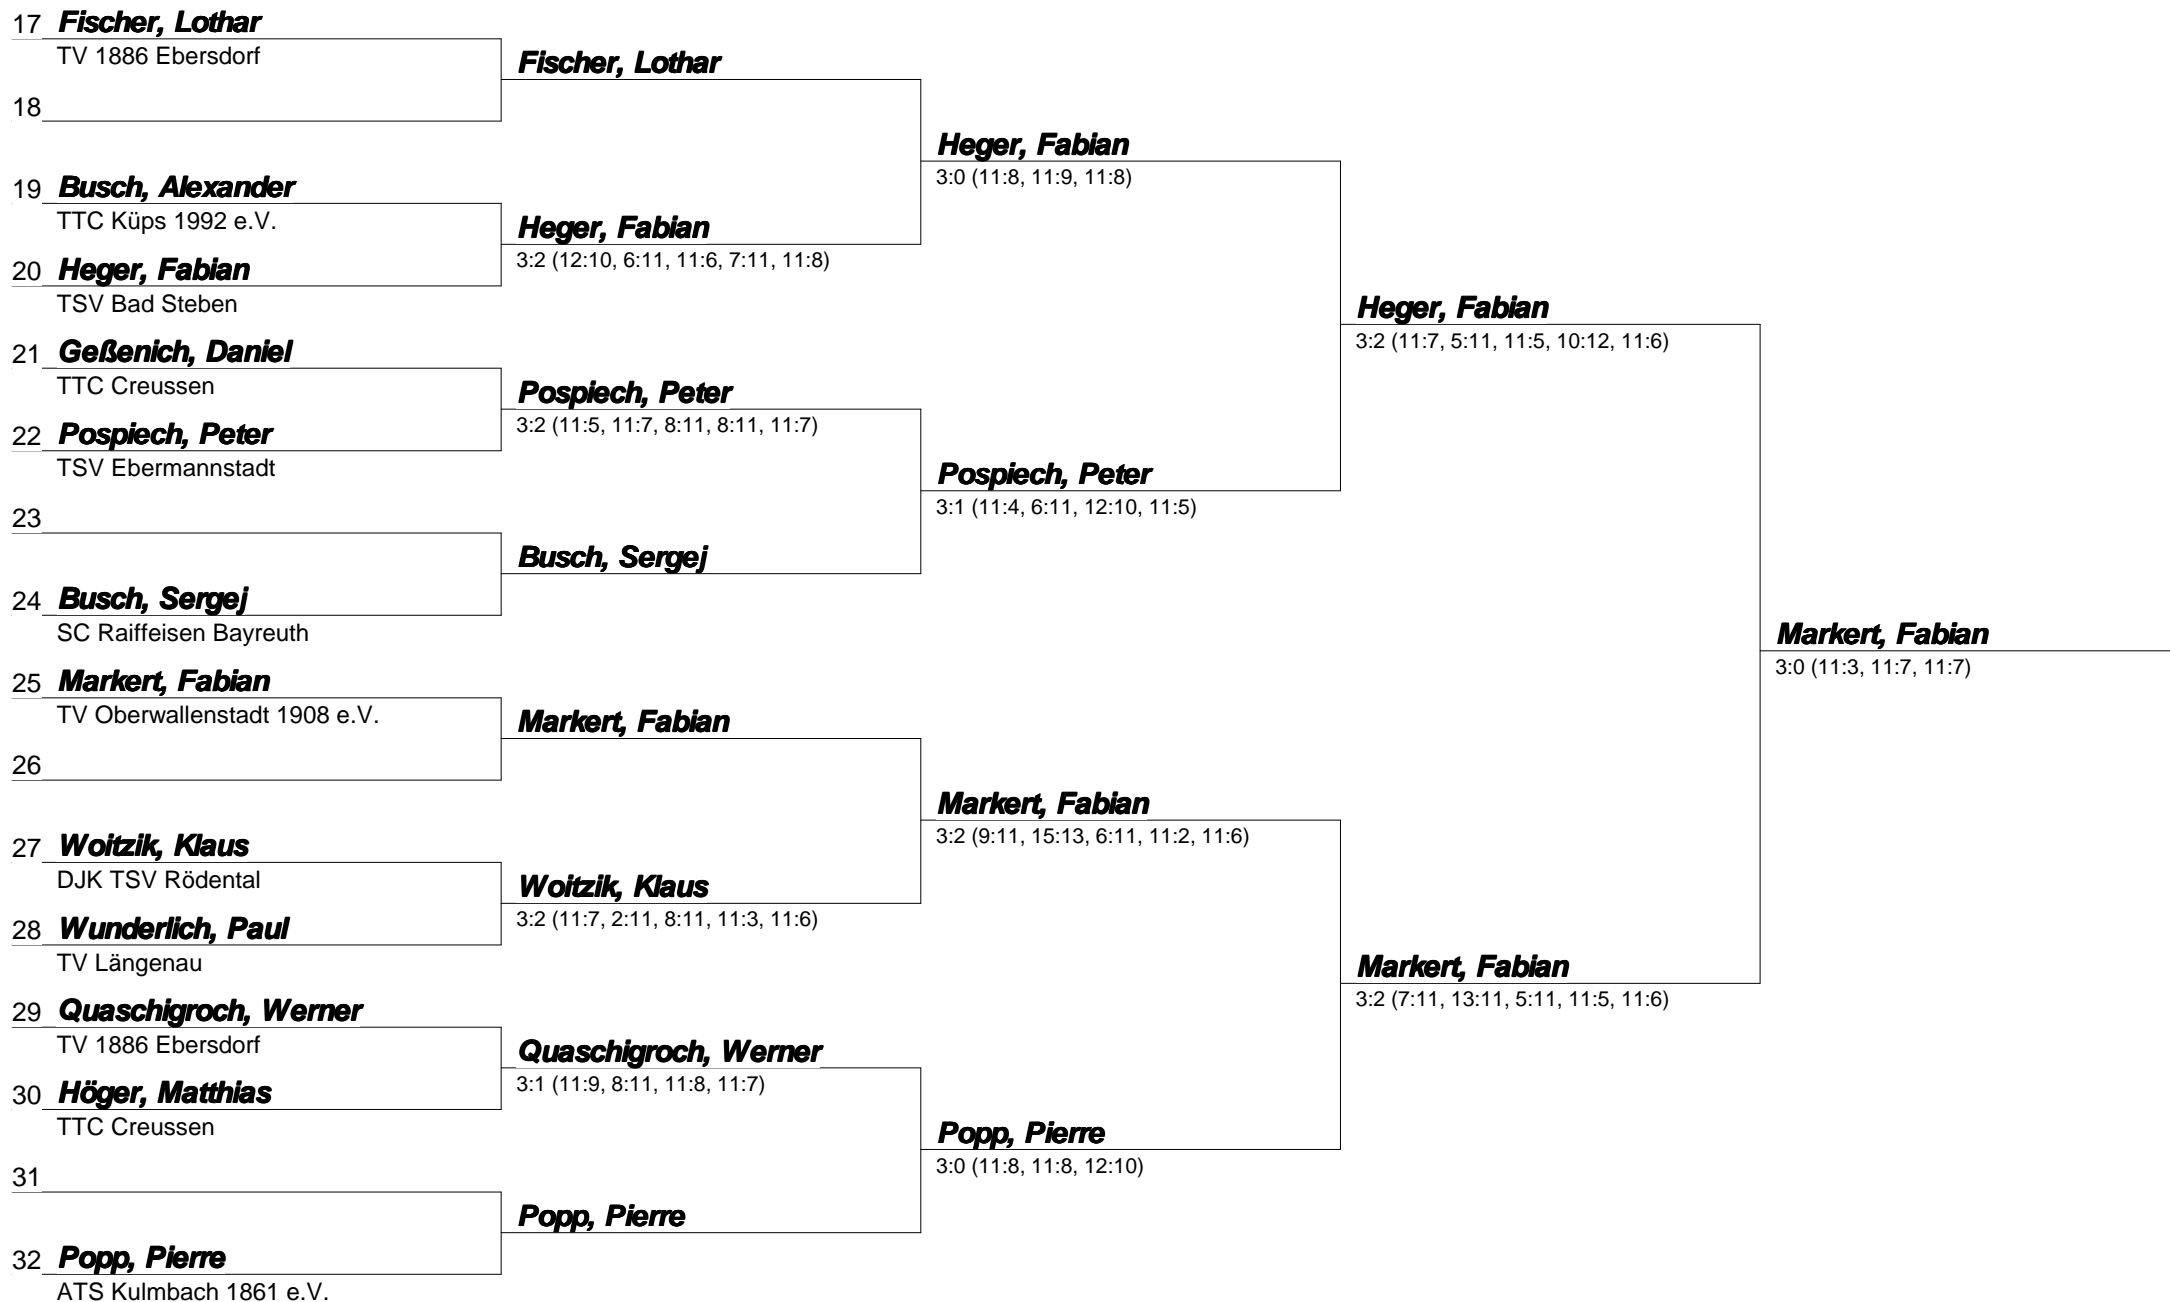 17 Fischer, Lothar
TV 1886 Ebersdorf
18
19 Busch, Alexander
TTC Küps 1992 e.V.
20 Heger, Fabian
TSV Bad Steben
21 Geßenich, Daniel
TTC Creussen
22 Pospiech, Peter
TSV Ebermannstadt
23
24 Busch, Sergej
SC Raiffeisen Bayreuth
25 Markert, Fabian
TV Oberwallenstadt 1908 e.V.
26
27 Woitzik, Klaus
DJK TSV Rödental
28 Wunderlich, Paul
TV Längenau
29 Quaschigroch, Werner
TV 1886 Ebersdorf
30 Höger, Matthias
TTC Creussen
31
32 Popp, Pierre
ATS Kulmbach 1861 e.V.
Fischer, Lothar
Heger, Fabian
3:2 (12:10, 6:11, 11:6, 7:11, 11:8)
Pospiech, Peter
3:2 (11:5, 11:7, 8:11, 8:11, 11:7)
Busch, Sergej
Markert, Fabian
Woitzik, Klaus
3:2 (11:7, 2:11, 8:11, 11:3, 11:6)
Quaschigroch, Werner
3:1 (11:9, 8:11, 11:8, 11:7)
Popp, Pierre
Heger, Fabian
3:0 (11:8, 11:9, 11:8)
Pospiech, Peter
3:1 (11:4, 6:11, 12:10, 11:5)
Markert, Fabian
3:2 (9:11, 15:13, 6:11, 11:2, 11:6)
Popp, Pierre
3:0 (11:8, 11:8, 12:10)
Heger, Fabian
3:2 (11:7, 5:11, 11:5, 10:12, 11:6)
Markert, Fabian
3:2 (7:11, 13:11, 5:11, 11:5, 11:6)
Markert, Fabian
3:0 (11:3, 11:7, 11:7)